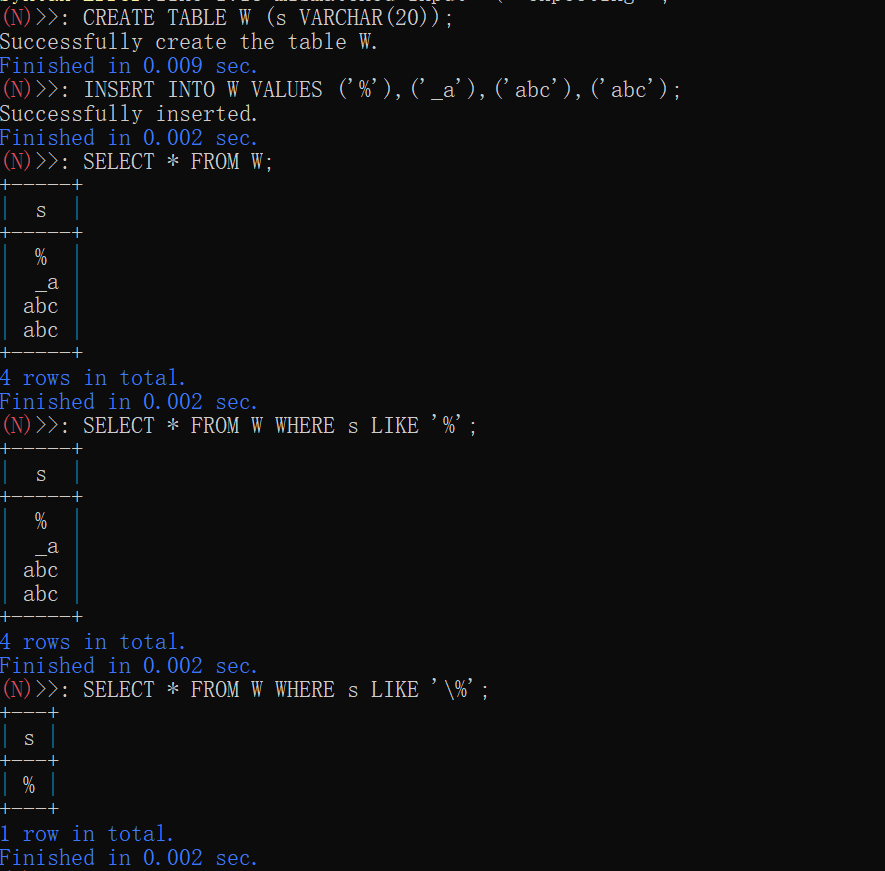 (N)>>: CREATE TABLE W (s VARCHAR(20));
Successfully create the table W.
Finished in 0.009 sec.
(N)>>: INSERT INTO W VALUES ('%'),('_a'),('abc'),('abc');
Successfully inserted.
Finished in 0.002 sec.
(N)>>: SELECT * FROM W;
+-----+
|  s  |
+-----+
|  %  |
|  _a |
| abc |
| abc |
+-----+
4 rows in total.
Finished in 0.002 sec.
(N)>>: SELECT * FROM W WHERE s LIKE '%';
+-----+
|  s  |
+-----+
|  %  |
|  _a |
| abc |
| abc |
+-----+
4 rows in total.
Finished in 0.002 sec.
(N)>>: SELECT * FROM W WHERE s LIKE '\%';
+---+
| s |
+---+
| % |
+---+
1 row in total.
Finished in 0.002 sec.